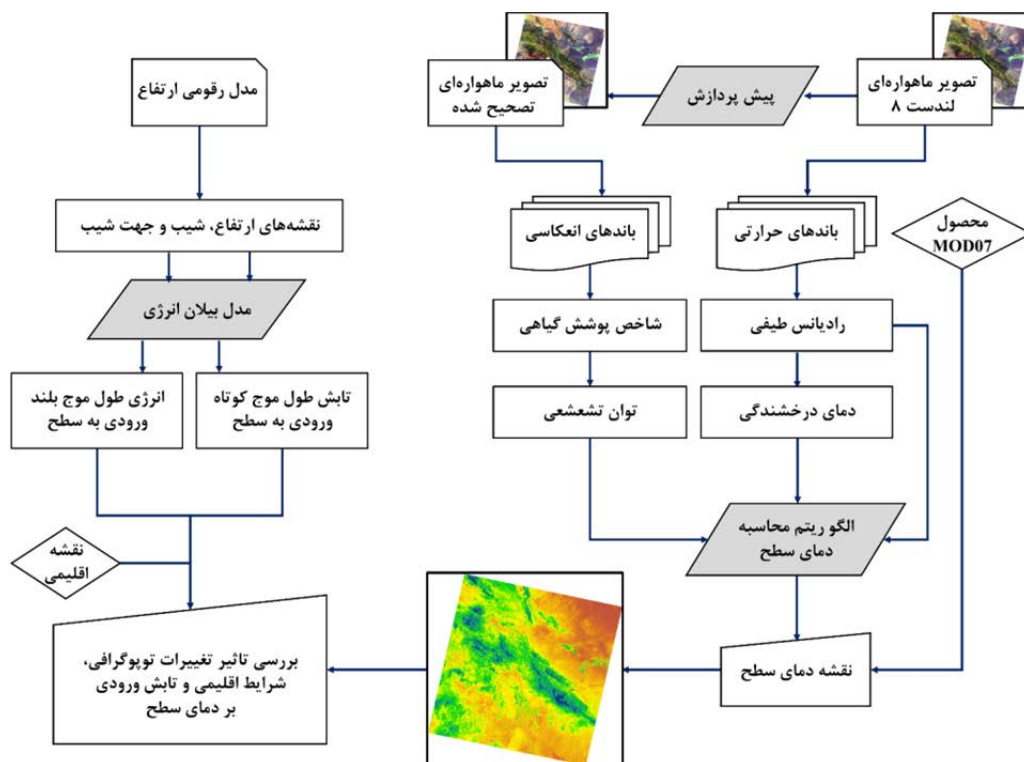 تصویر ماهواره‌ای
لندست ۸
پیش پردازش
تصویر ماهواره‌ای
تصحیح شده
مدل رقومی ارتفاع
باندهای حرارتی
باندهای انعکاسی
محصول
MOD07
نقشه‌های ارتفاع، شیب و جهت شیب
رادیانس طیفی
شاخص پوشش گیاهی
مدل بیلان انرژی
دمای درخشندگی
توان تشعشعی
تابش طول موج کوتاه
ورودی به سطح
انرژی طول موج بلند
ورودی به سطح
الگو ریتم محاسبه
دمای سطح
نقشه
اقلیمی
نقشه دمای سطح
بررسی تاثیر تغییرات توپوگرافی،
شرایط اقلیمی و تابش ورودی
بر دمای سطح